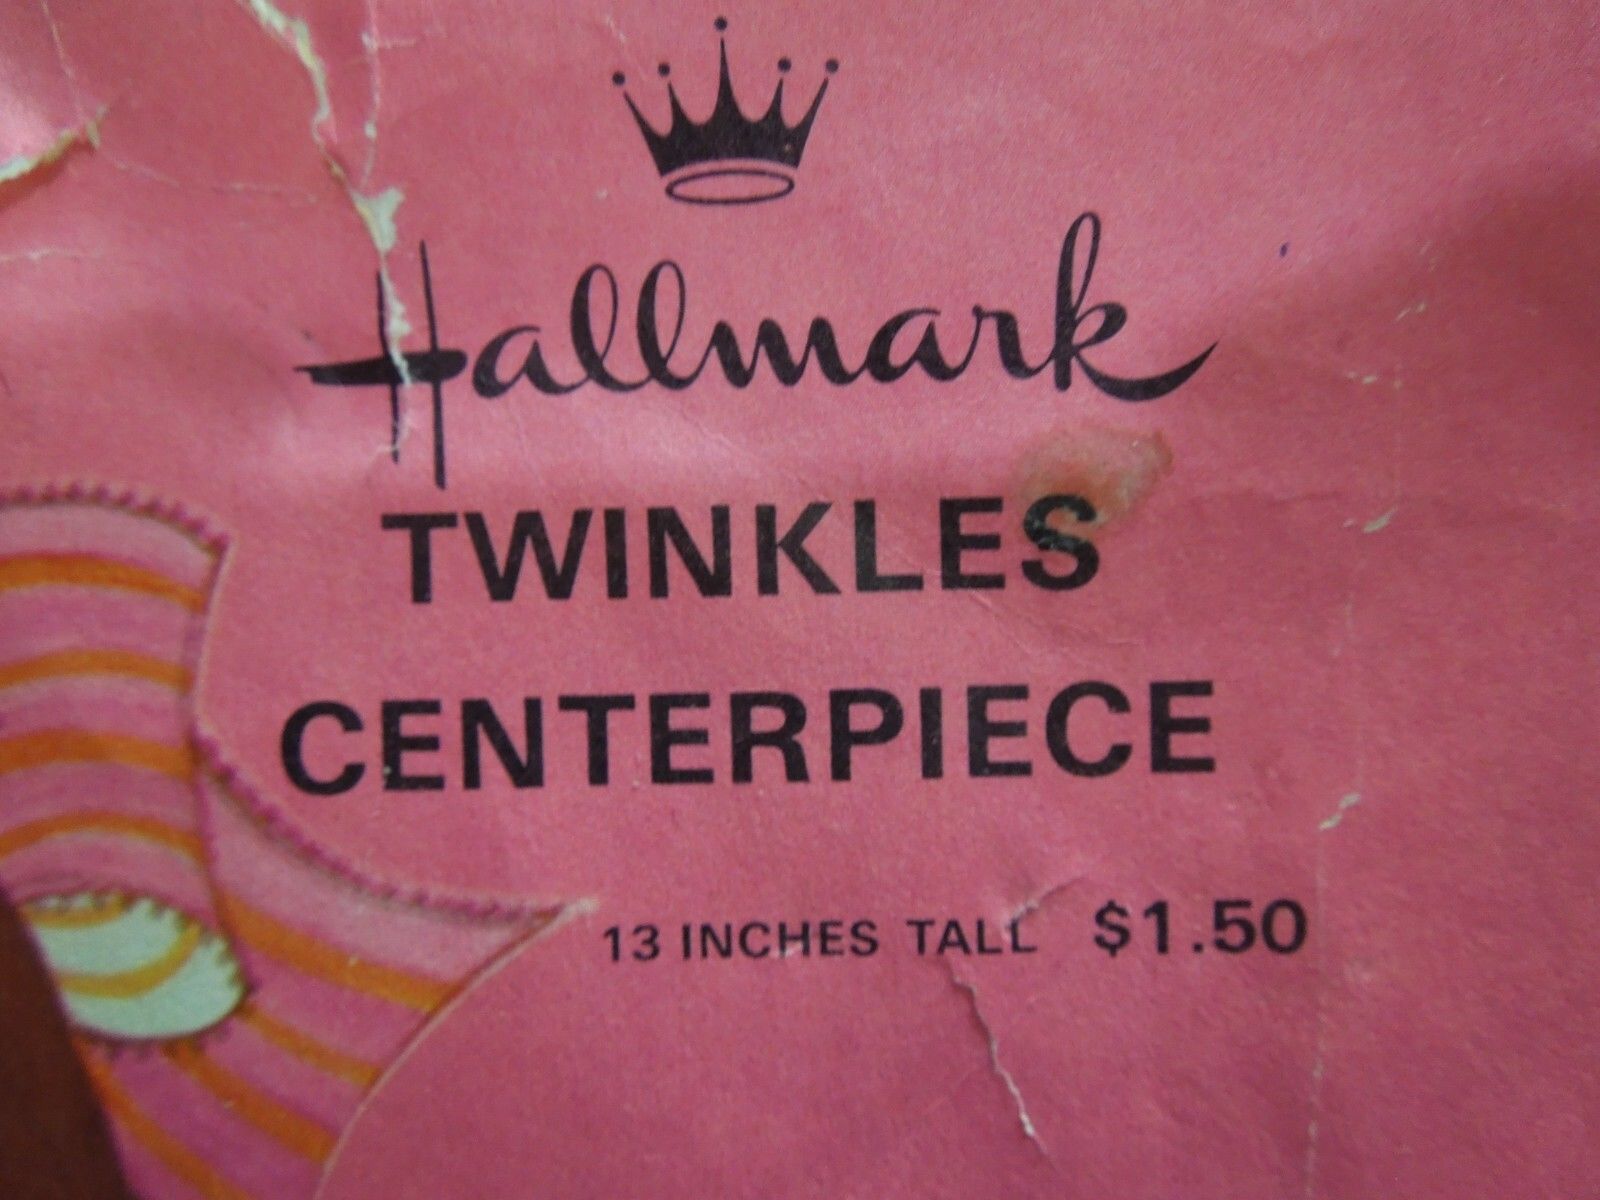 Hallmark
TWINKLES
CENTERPIECE
13 INCHES TALL $1.50